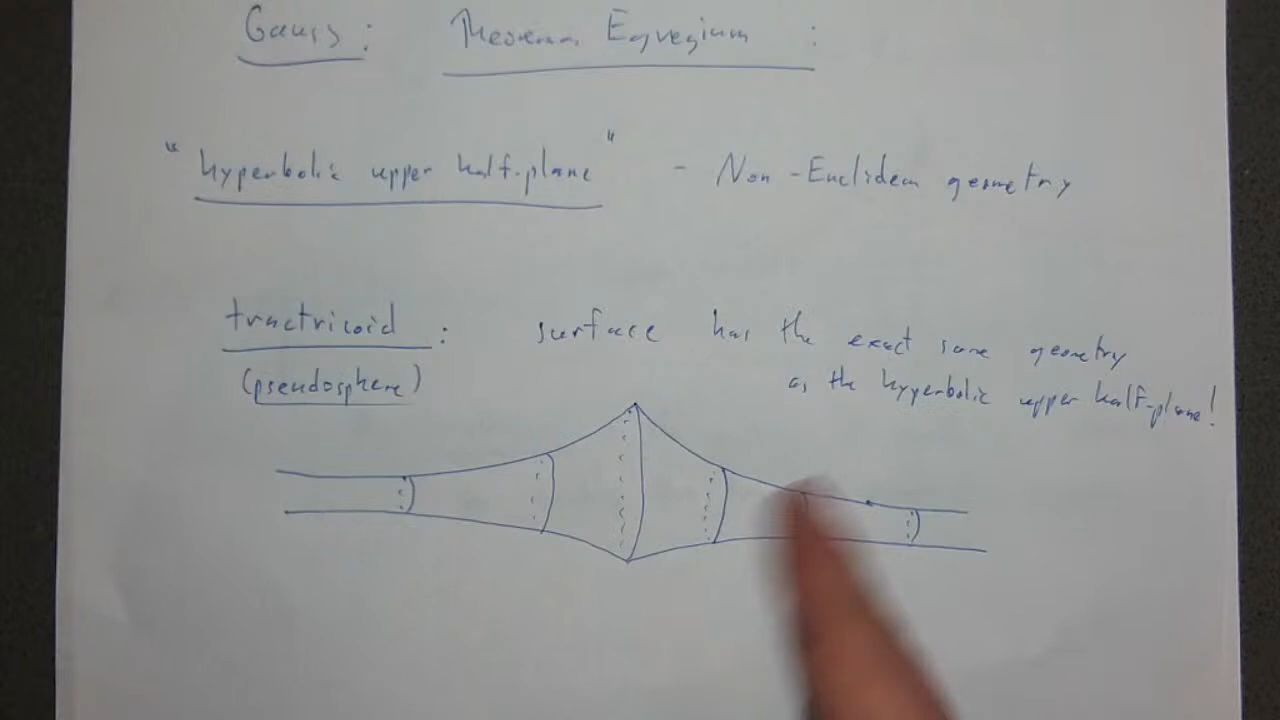 Gauss: Theorema Egregium :
"hyperbolic upper half-plane" - Non-Euclidean geometry
tractricoid : surface has the exact same geometry
(pseudosphere) as the hyperbolic upper half-plane!